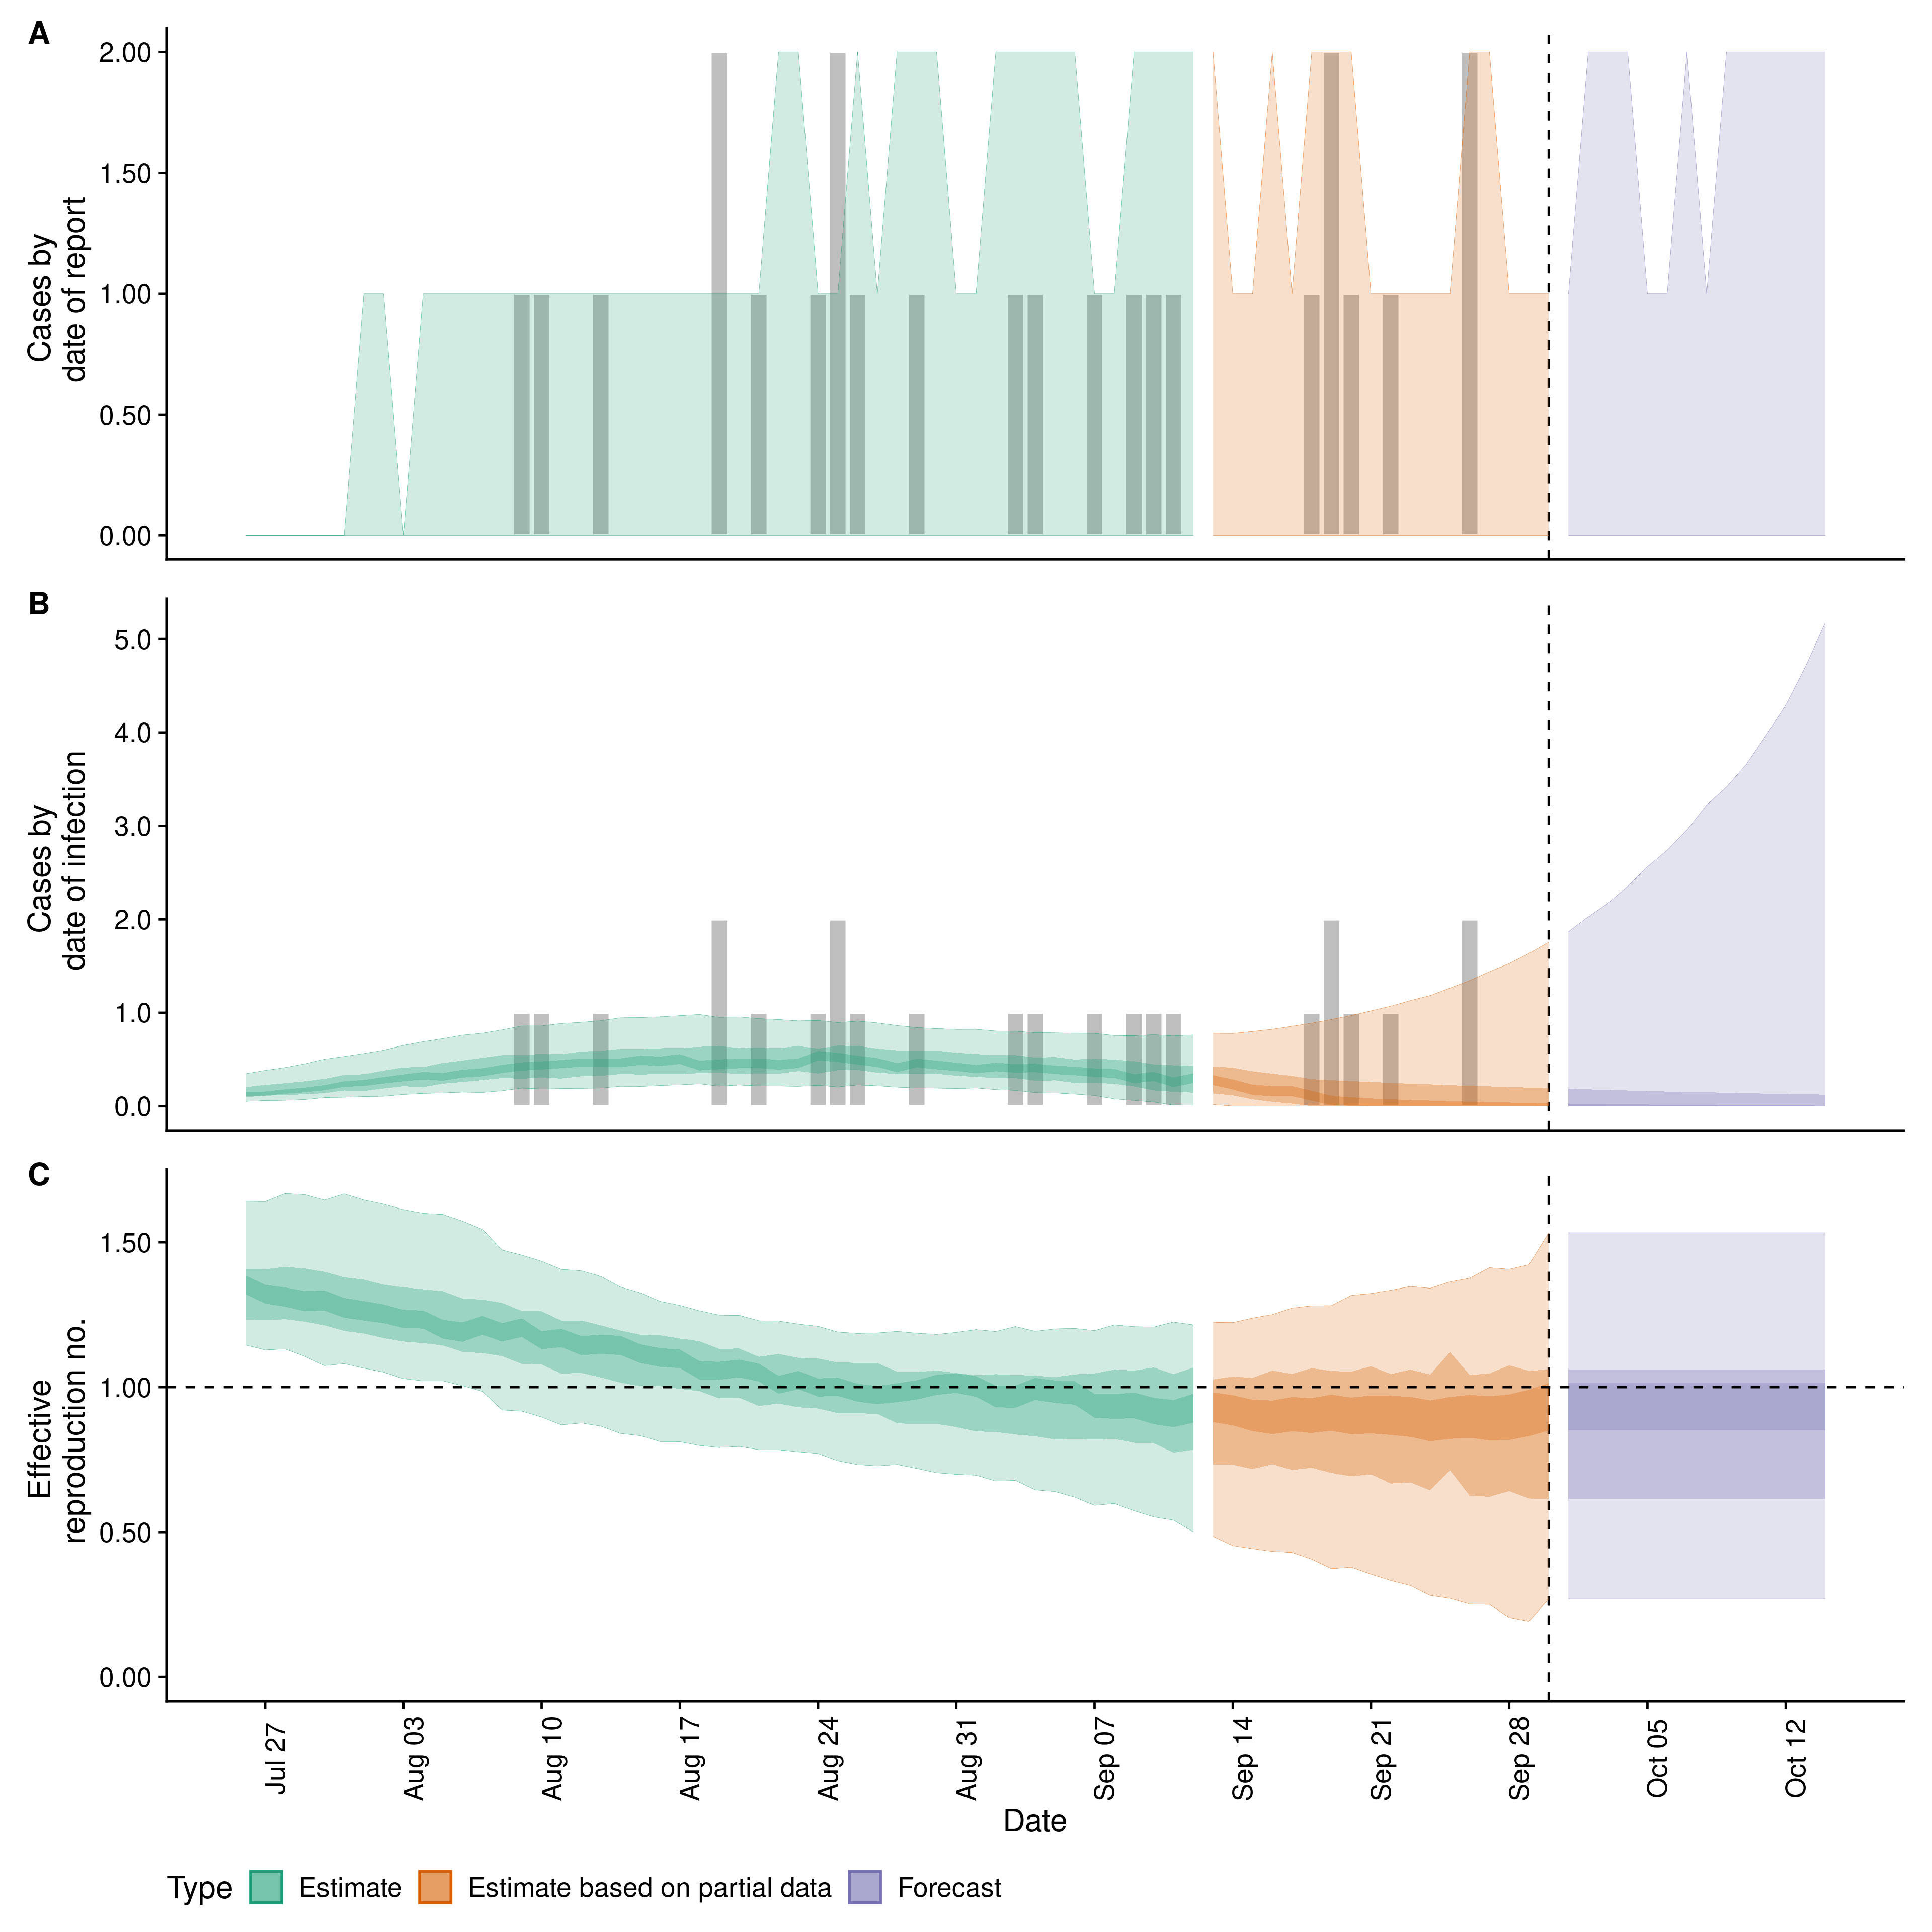 A
Cases by
date of report
2.00
1.50
1.00
0.50
0.00
B
Cases by
date of infection
5.0
4.0
3.0
2.0
1.0
0.0
C
Effective
reproduction no.
1.50
1.00
0.50
0.00
Jul 27
Aug 03
Aug 10
Aug 17
Aug 24
Aug 31
Sep 07
Sep 14
Sep 21
Sep 28
Oct 05
Oct 12
Date
Type Estimate Estimate based on partial data Forecast